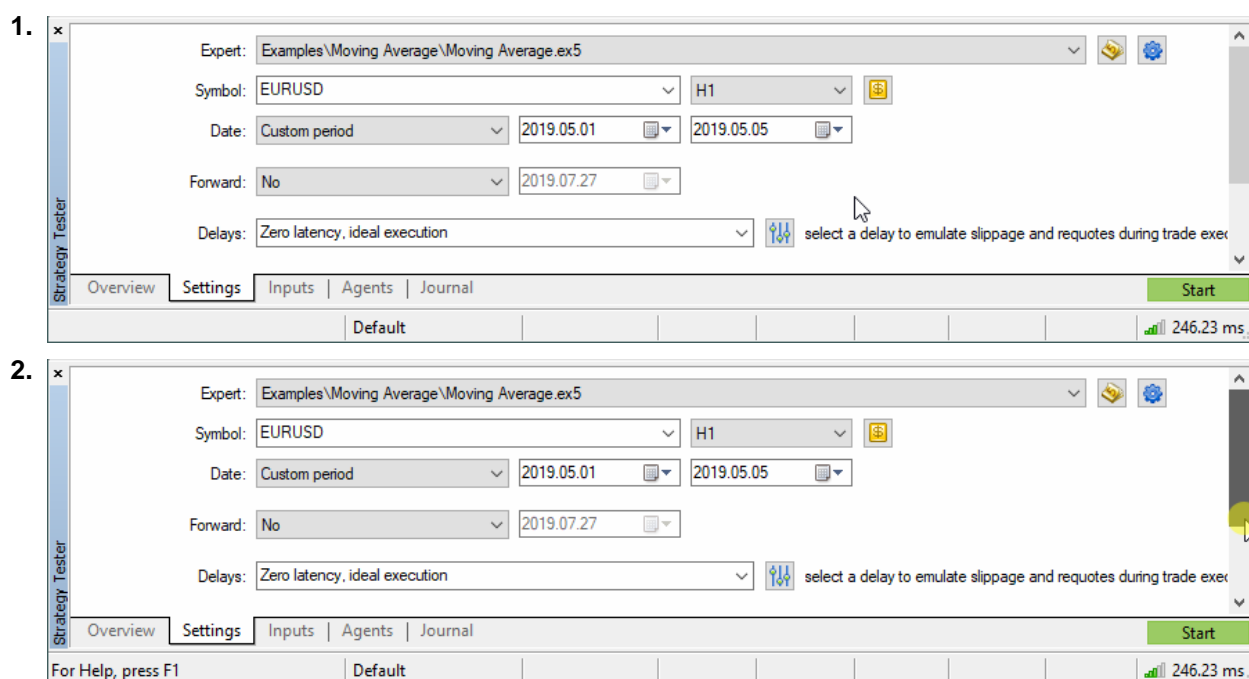 1.
Expert: Examples\Moving Average\Moving Average.ex5
Symbol: EURUSD H1
Date: Custom period 2019.05.01 2019.05.05
Forward: No 2019.07.27
Delays: Zero latency, ideal execution select a delay to emulate slippage and requotes during trade exec
Strategy Tester
Overview Settings Inputs | Agents | Journal Start
Default 246.23 ms
2.
Expert: Examples\Moving Average\Moving Average.ex5
Symbol: EURUSD H1
Date: Custom period 2019.05.01 2019.05.05
Forward: No 2019.07.27
Delays: Zero latency, ideal execution select a delay to emulate slippage and requotes during trade exec
Strategy Tester
Overview Settings Inputs | Agents | Journal Start
For Help, press F1 Default 246.23 ms